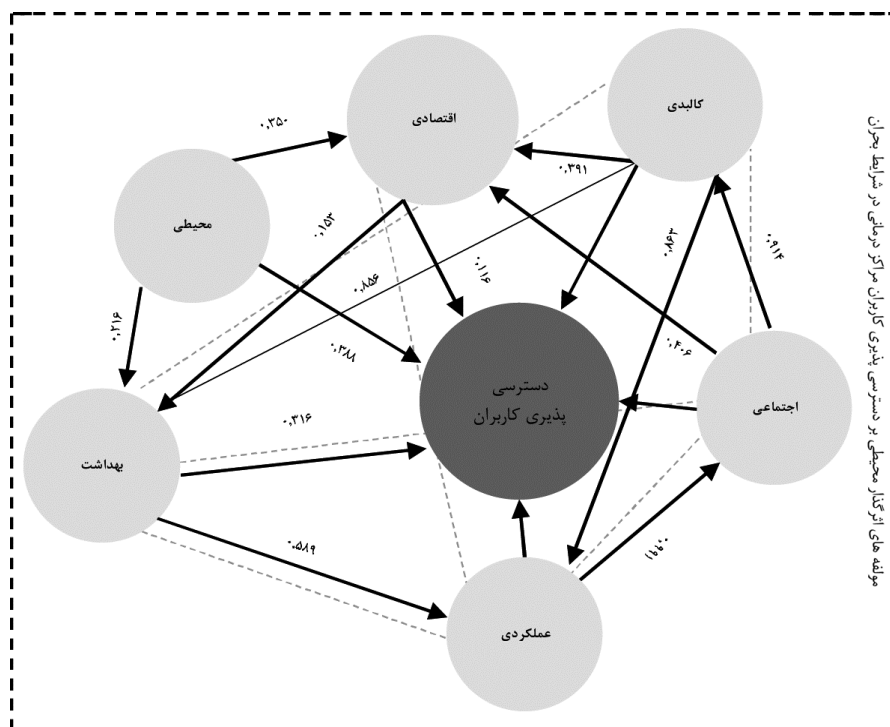 مولفه های اثرگذار محیطی بر دسترسی پذیری کاربران مراکز درمانی در شرایط بحران
کالبدی
اقتصادی
محیطی
۰,۳۵۰
۰,۳۹۱
۰,۱۵۳
۰,۱۱۶
۰,۸۶۳
۰,۹۱۴
۰,۸۵۶
۰,۲۱۶
۰,۳۸۸
۰,۴۰۶
دسترسی
پذیری کاربران
اجتماعی
بهداشت
۰,۳۱۶
۰,۵۸۹
عملکردی